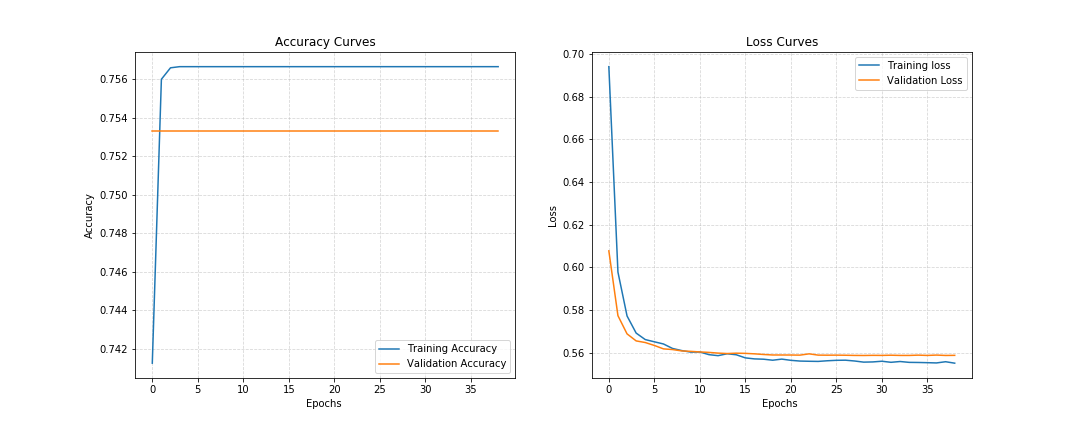 Accuracy Curves
0.756
0.754
0.752
0.750
0.748
0.746
0.744
0.742
Accuracy
0 5 10 15 20 25 30 35
Epochs
Training Accuracy
Validation Accuracy
Loss Curves
0.70
0.68
0.66
0.64
0.62
0.60
0.58
0.56
Loss
0 5 10 15 20 25 30 35
Epochs
Training loss
Validation Loss